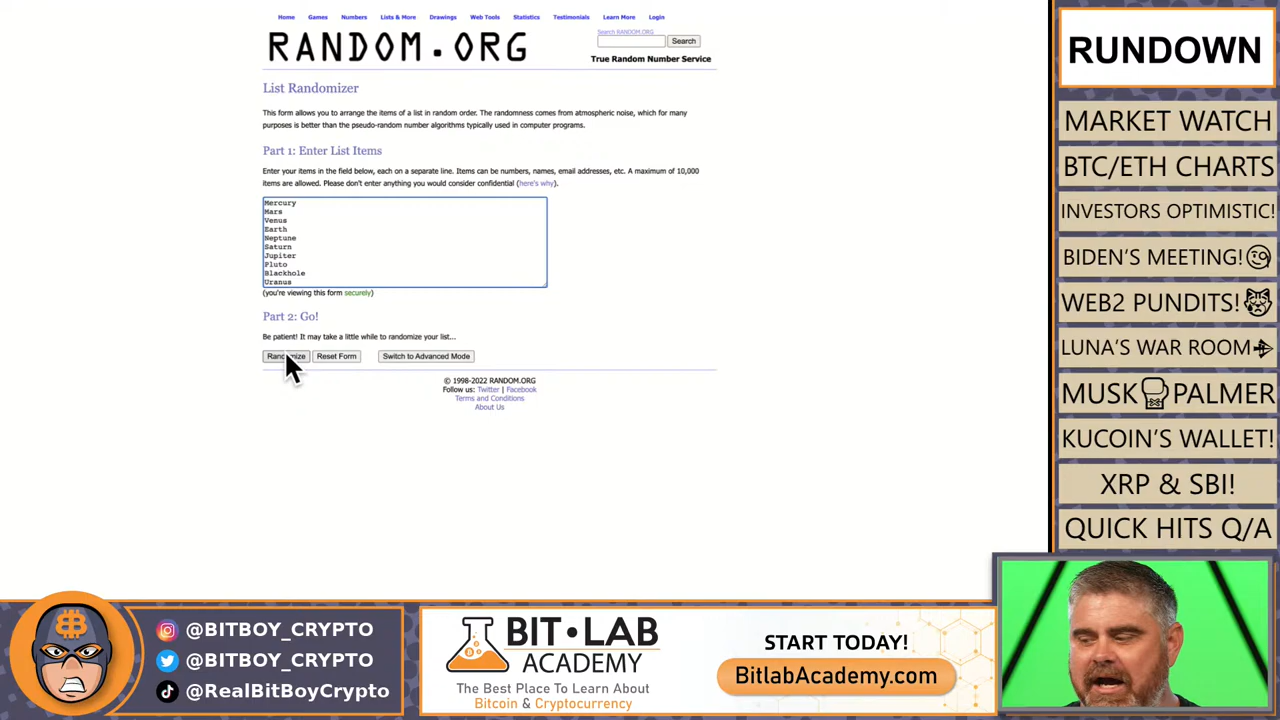 Home Games Numbers Lists & More Drawings Web Tools Statistics Testimonials Learn More Login
RANDOM.ORG
Search RANDOM.ORG
Search
True Random Number Service
List Randomizer
This form allows you to arrange the items of a list in random order. The randomness comes from atmospheric noise, which for many
purposes is better than the pseudo-random number algorithms typically used in computer programs.
Part 1: Enter List Items
Enter your items in the field below, each on a separate line. Items can be numbers, names, email addresses, etc. A maximum of 10,000
items are allowed. Please don't enter anything you would consider confidential (here's why).
Mercury
Mars
Venus
Earth
Neptune
Saturn
Jupiter
Pluto
Blackhole
Uranus
(you're viewing this form securely)
Part 2: Go!
Be patient! It may take a little while to randomize your list...
Randomize Reset Form Switch to Advanced Mode
© 1998-2022 RANDOM.ORG
Follow us: Twitter | Facebook
Terms and Conditions
About Us
RUNDOWN
MARKET WATCH
BTC/ETH CHARTS
INVESTORS OPTIMISTIC!
BIDEN'S MEETING!
WEB2 PUNDITS!
LUNA'S WAR ROOM
MUSK PALMER
KUCOIN'S WALLET!
XRP & SBI!
QUICK HITS Q/A
@BITBOY_CRYPTO
@BITBOY_CRYPTO
@RealBitBoyCrypto
BIT•LAB
ACADEMY
The Best Place To Learn About
Bitcoin & Cryptocurrency
START TODAY!
BitlabAcademy.com